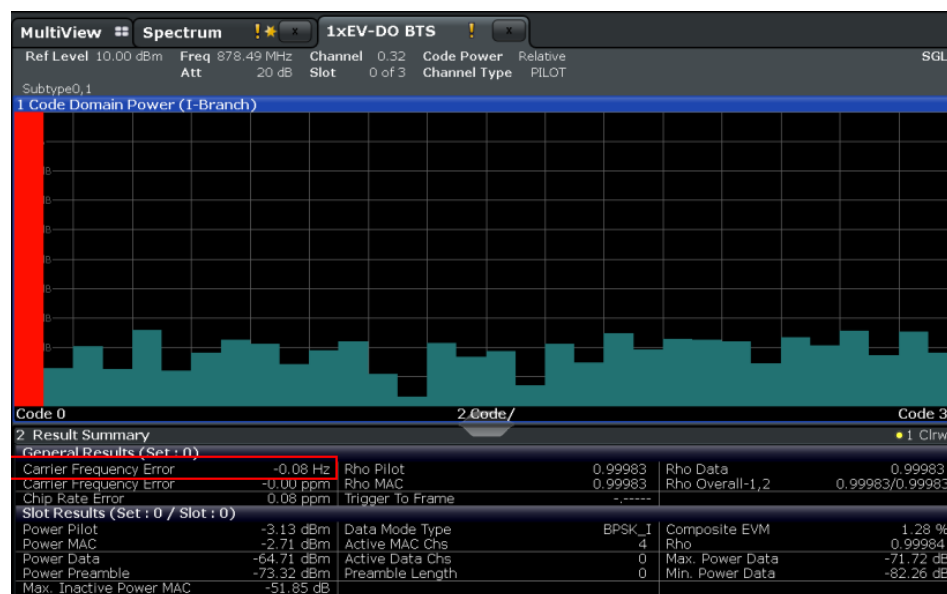 MultiView Spectrum ! x 1xEV-DO BTS ! x
Ref Level 10.00 dBm Freq 878.49 MHz Channel 0.32 Code Power Relative SGL
Att 20 dB Slot 0 of 3 Channel Type PILOT
Subtype0,1
1 Code Domain Power (I-Branch)
Code 0 2 Code/ Code 3
2 Result Summary 1 Clrw
General Results (Set : 0)
Carrier Frequency Error -0.08 Hz Rho Pilot 0.99983 Rho Data 0.99983
Carrier Frequency Error -0.00 ppm Rho MAC 0.99983 Rho Overall-1,2 0.99983/0.99983
Chip Rate Error 0.08 ppm Trigger To Frame -.-----
Slot Results (Set : 0 / Slot : 0)
Power Pilot -3.13 dBm Data Mode Type BPSK_I Composite EVM 1.28 %
Power MAC -2.71 dBm Active MAC Chs 4 Rho 0.99984
Power Data -64.71 dBm Active Data Chs 0 Max. Power Data -71.72 dB
Power Preamble -73.32 dBm Preamble Length 0 Min. Power Data -82.26 dB
Max. Inactive Power MAC -51.85 dB